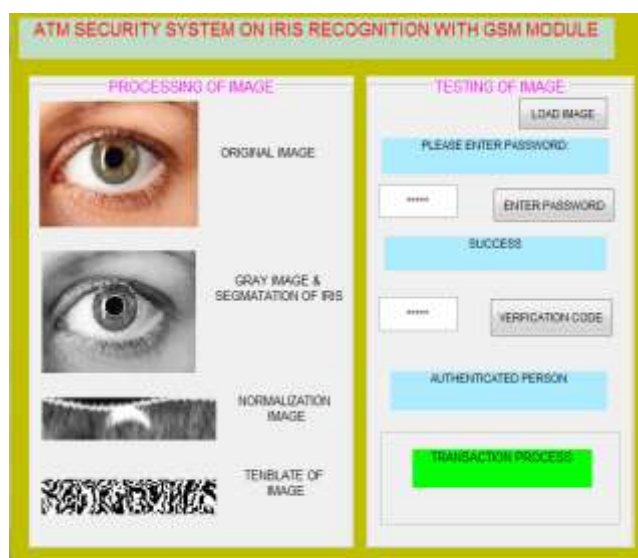 ATM SECURITY SYSTEM ON IRIS RECOGNITION WITH GSM MODULE
PROCESSING OF IMAGE
ORIGINAL IMAGE
GRAY IMAGE &
SEGMATATION OF IRIS
NORMALIZATION
IMAGE
TENBLATE OF
IMAGE
TESTING OF IMAGE
LOAD IMAGE
PLEASE ENTER PASSWORD:
*****
ENTER PASSWORD
SUCCESS
*****
VERFICATION CODE
AUTHENTICATED PERSON
TRANSACTION PROCESS